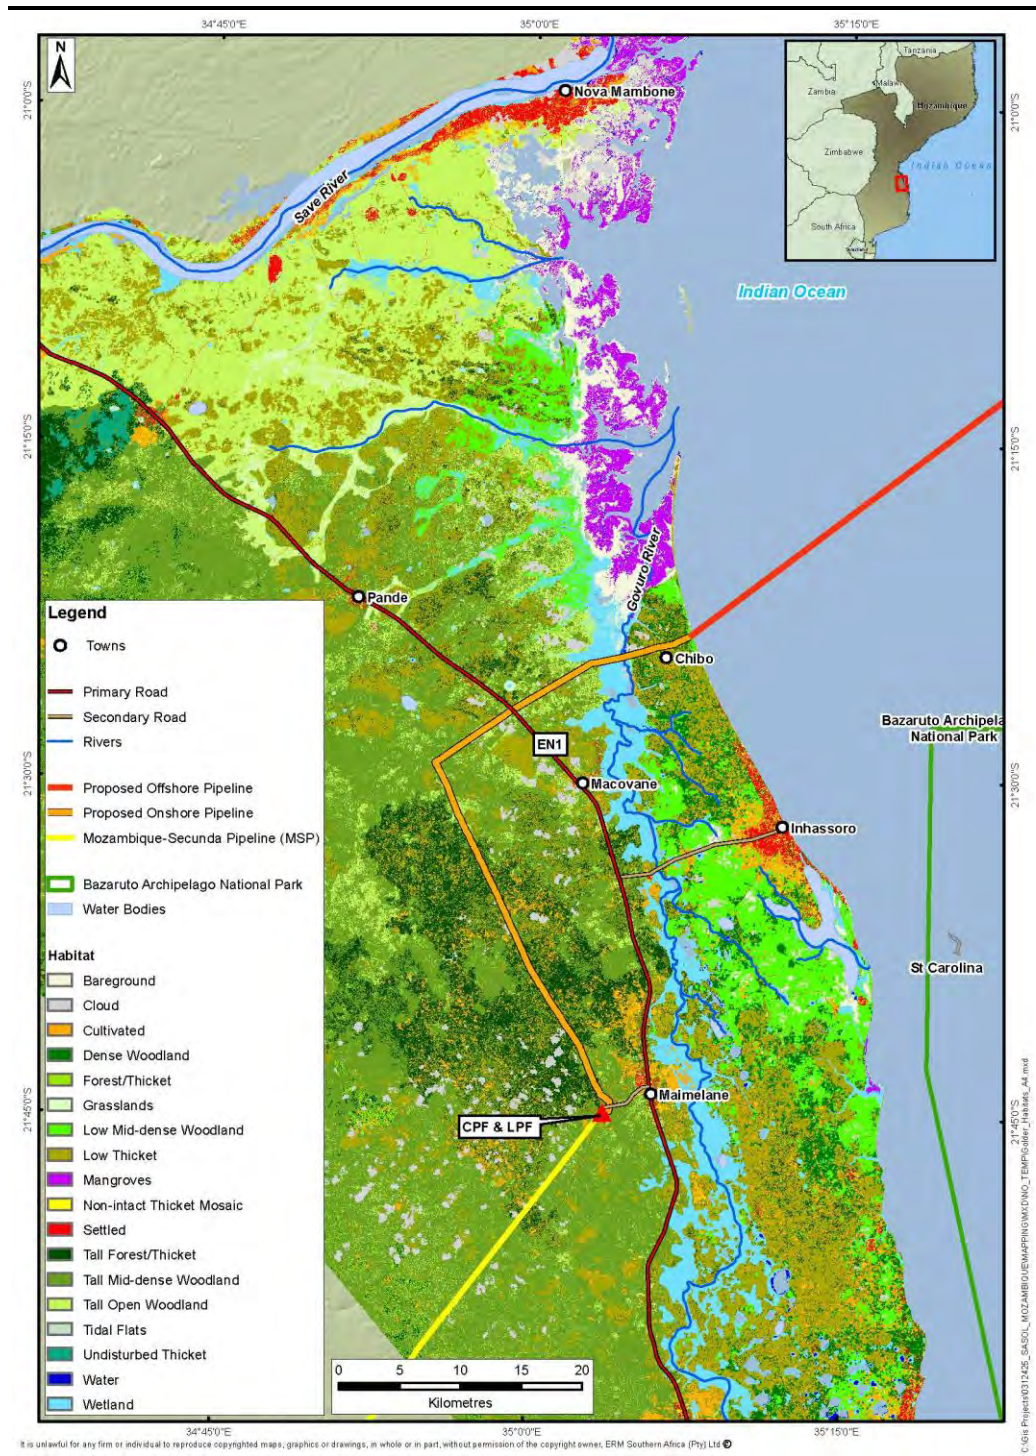 34°45'0"E 35°0'0"E 35°15'0"E
N
Tanzania
Zambia
Malawi
Mozambique
Zimbabwe
Indian Ocean
South Africa
21°0'0"S
21°0'0"S
Nova Mambone
Save River
Indian Ocean
21°15'0"S
21°15'0"S
Govuro River
Pande
Chibo
Bazaruto Archipela
National Park
EN1
21°30'0"S
21°30'0"S
Macovane
Inhassoro
St Carolina
Maimelane
CPF & LPF
21°45'0"S
21°45'0"S
Legend
Towns
Primary Road
Secondary Road
Rivers
Proposed Offshore Pipeline
Proposed Onshore Pipeline
Mozambique-Secunda Pipeline (MSP)
Bazaruto Archipelago National Park
Water Bodies
Habitat
Bareground
Cloud
Cultivated
Dense Woodland
Forest/Thicket
Grasslands
Low Mid-dense Woodland
Low Thicket
Mangroves
Non-intact Thicket Mosaic
Settled
Tall Forest/Thicket
Tall Mid-dense Woodland
Tall Open Woodland
Tidal Flats
Undisturbed Thicket
Water
Wetland
0 5 10 15 20
Kilometres
34°45'0"E 35°0'0"E 35°15'0"E
It is unlawful for any firm or individual to reproduce copyrighted maps, graphics or drawings, in whole or in part, without permission of the copyright owner, ERM Southern Africa (Pty) Ltd ©